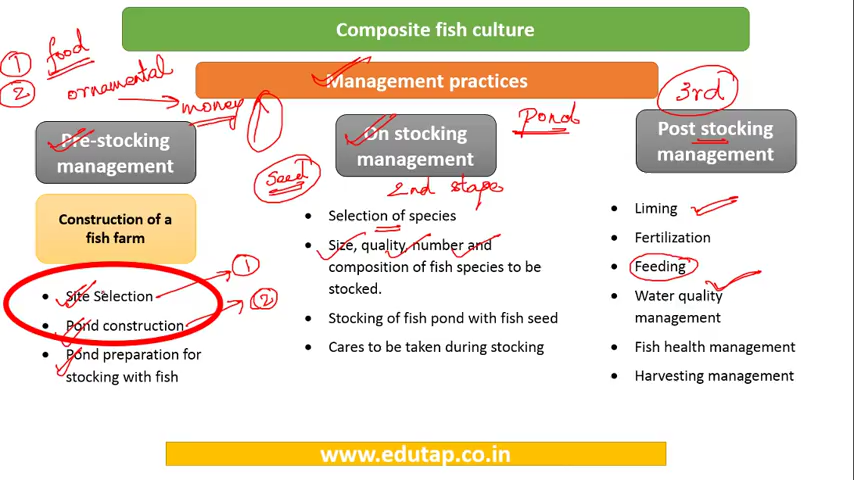 Composite fish culture
① food
② ornamental
money
Management practices
3rd
Pond
Pre-stocking
management
On stocking
management
Post stocking
management
Seed
2nd stage
Construction of a
fish farm
• Site Selection
①
• Pond construction
②
• Pond preparation for
stocking with fish
• Selection of species
• Size, quality, number and
composition of fish species to be
stocked.
• Stocking of fish pond with fish seed
• Cares to be taken during stocking
• Liming
• Fertilization
• Feeding
• Water quality
management
• Fish health management
• Harvesting management
www.edutap.co.in